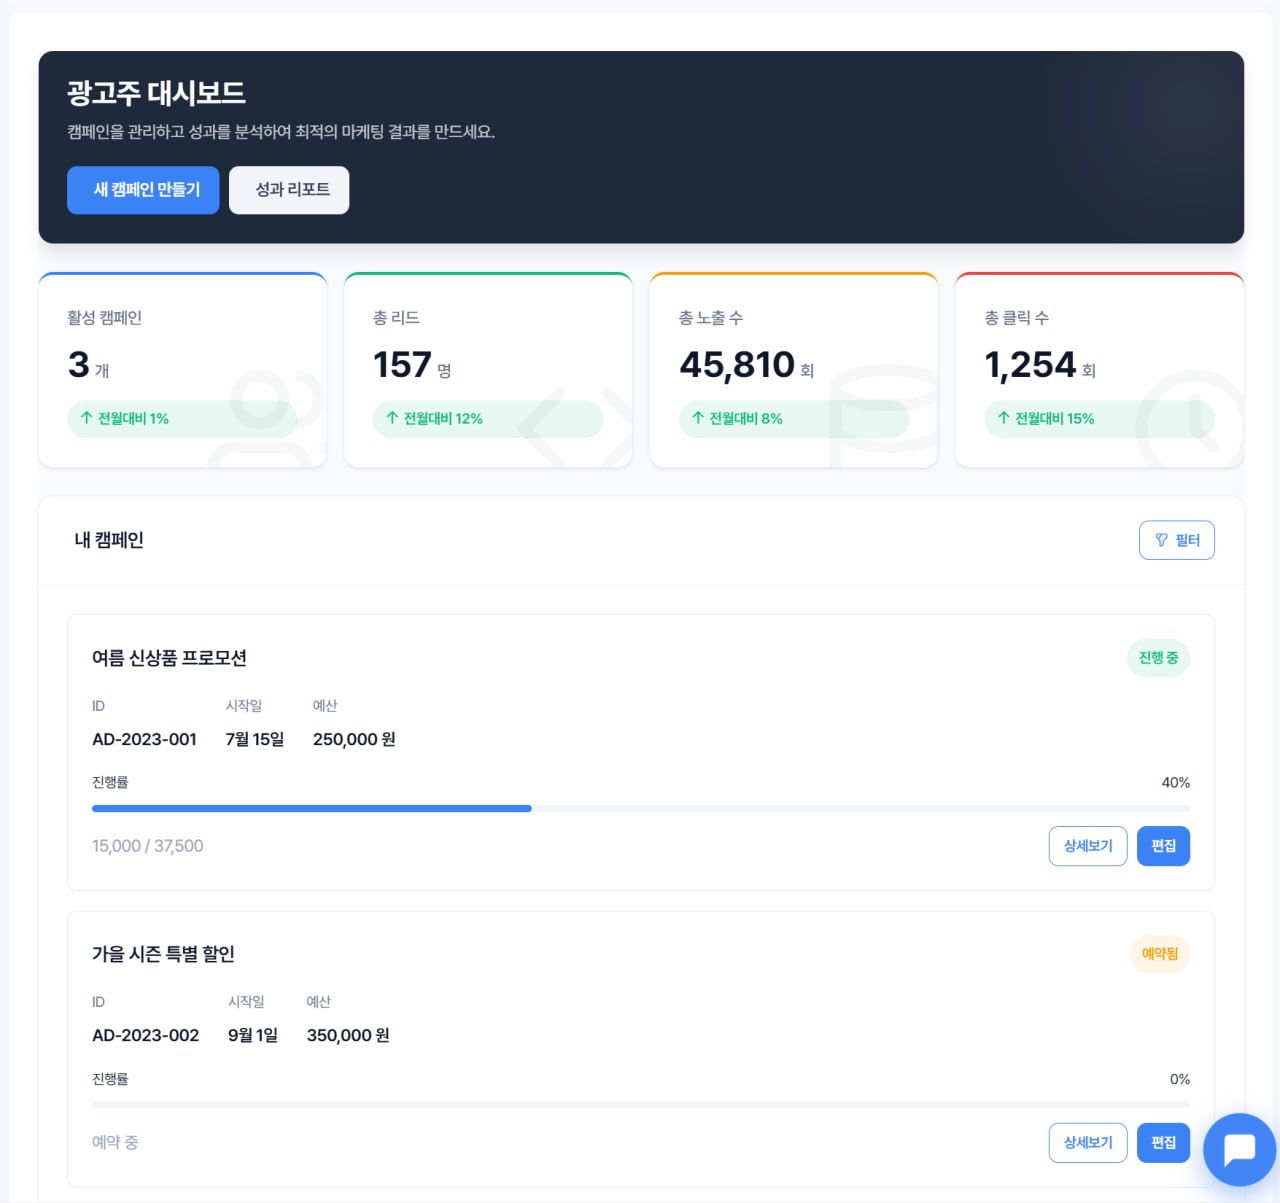 광고주 대시보드
캠페인을 관리하고 성과를 분석하여 최적의 마케팅 결과를 만드세요.
새 캠페인 만들기 성과 리포트
활성 캠페인
3 개
↑ 전월대비 1%
총 리드
157 명
↑ 전월대비 12%
총 노출 수
45,810 회
↑ 전월대비 8%
총 클릭 수
1,254 회
↑ 전월대비 15%
내 캠페인 필터
여름 신상품 프로모션 진행 중
ID 시작일 예산
AD-2023-001 7월 15일 250,000 원
진행률 40%
15,000 / 37,500 상세보기 편집
가을 시즌 특별 할인 예약됨
ID 시작일 예산
AD-2023-002 9월 1일 350,000 원
진행률 0%
예약 중 상세보기 편집